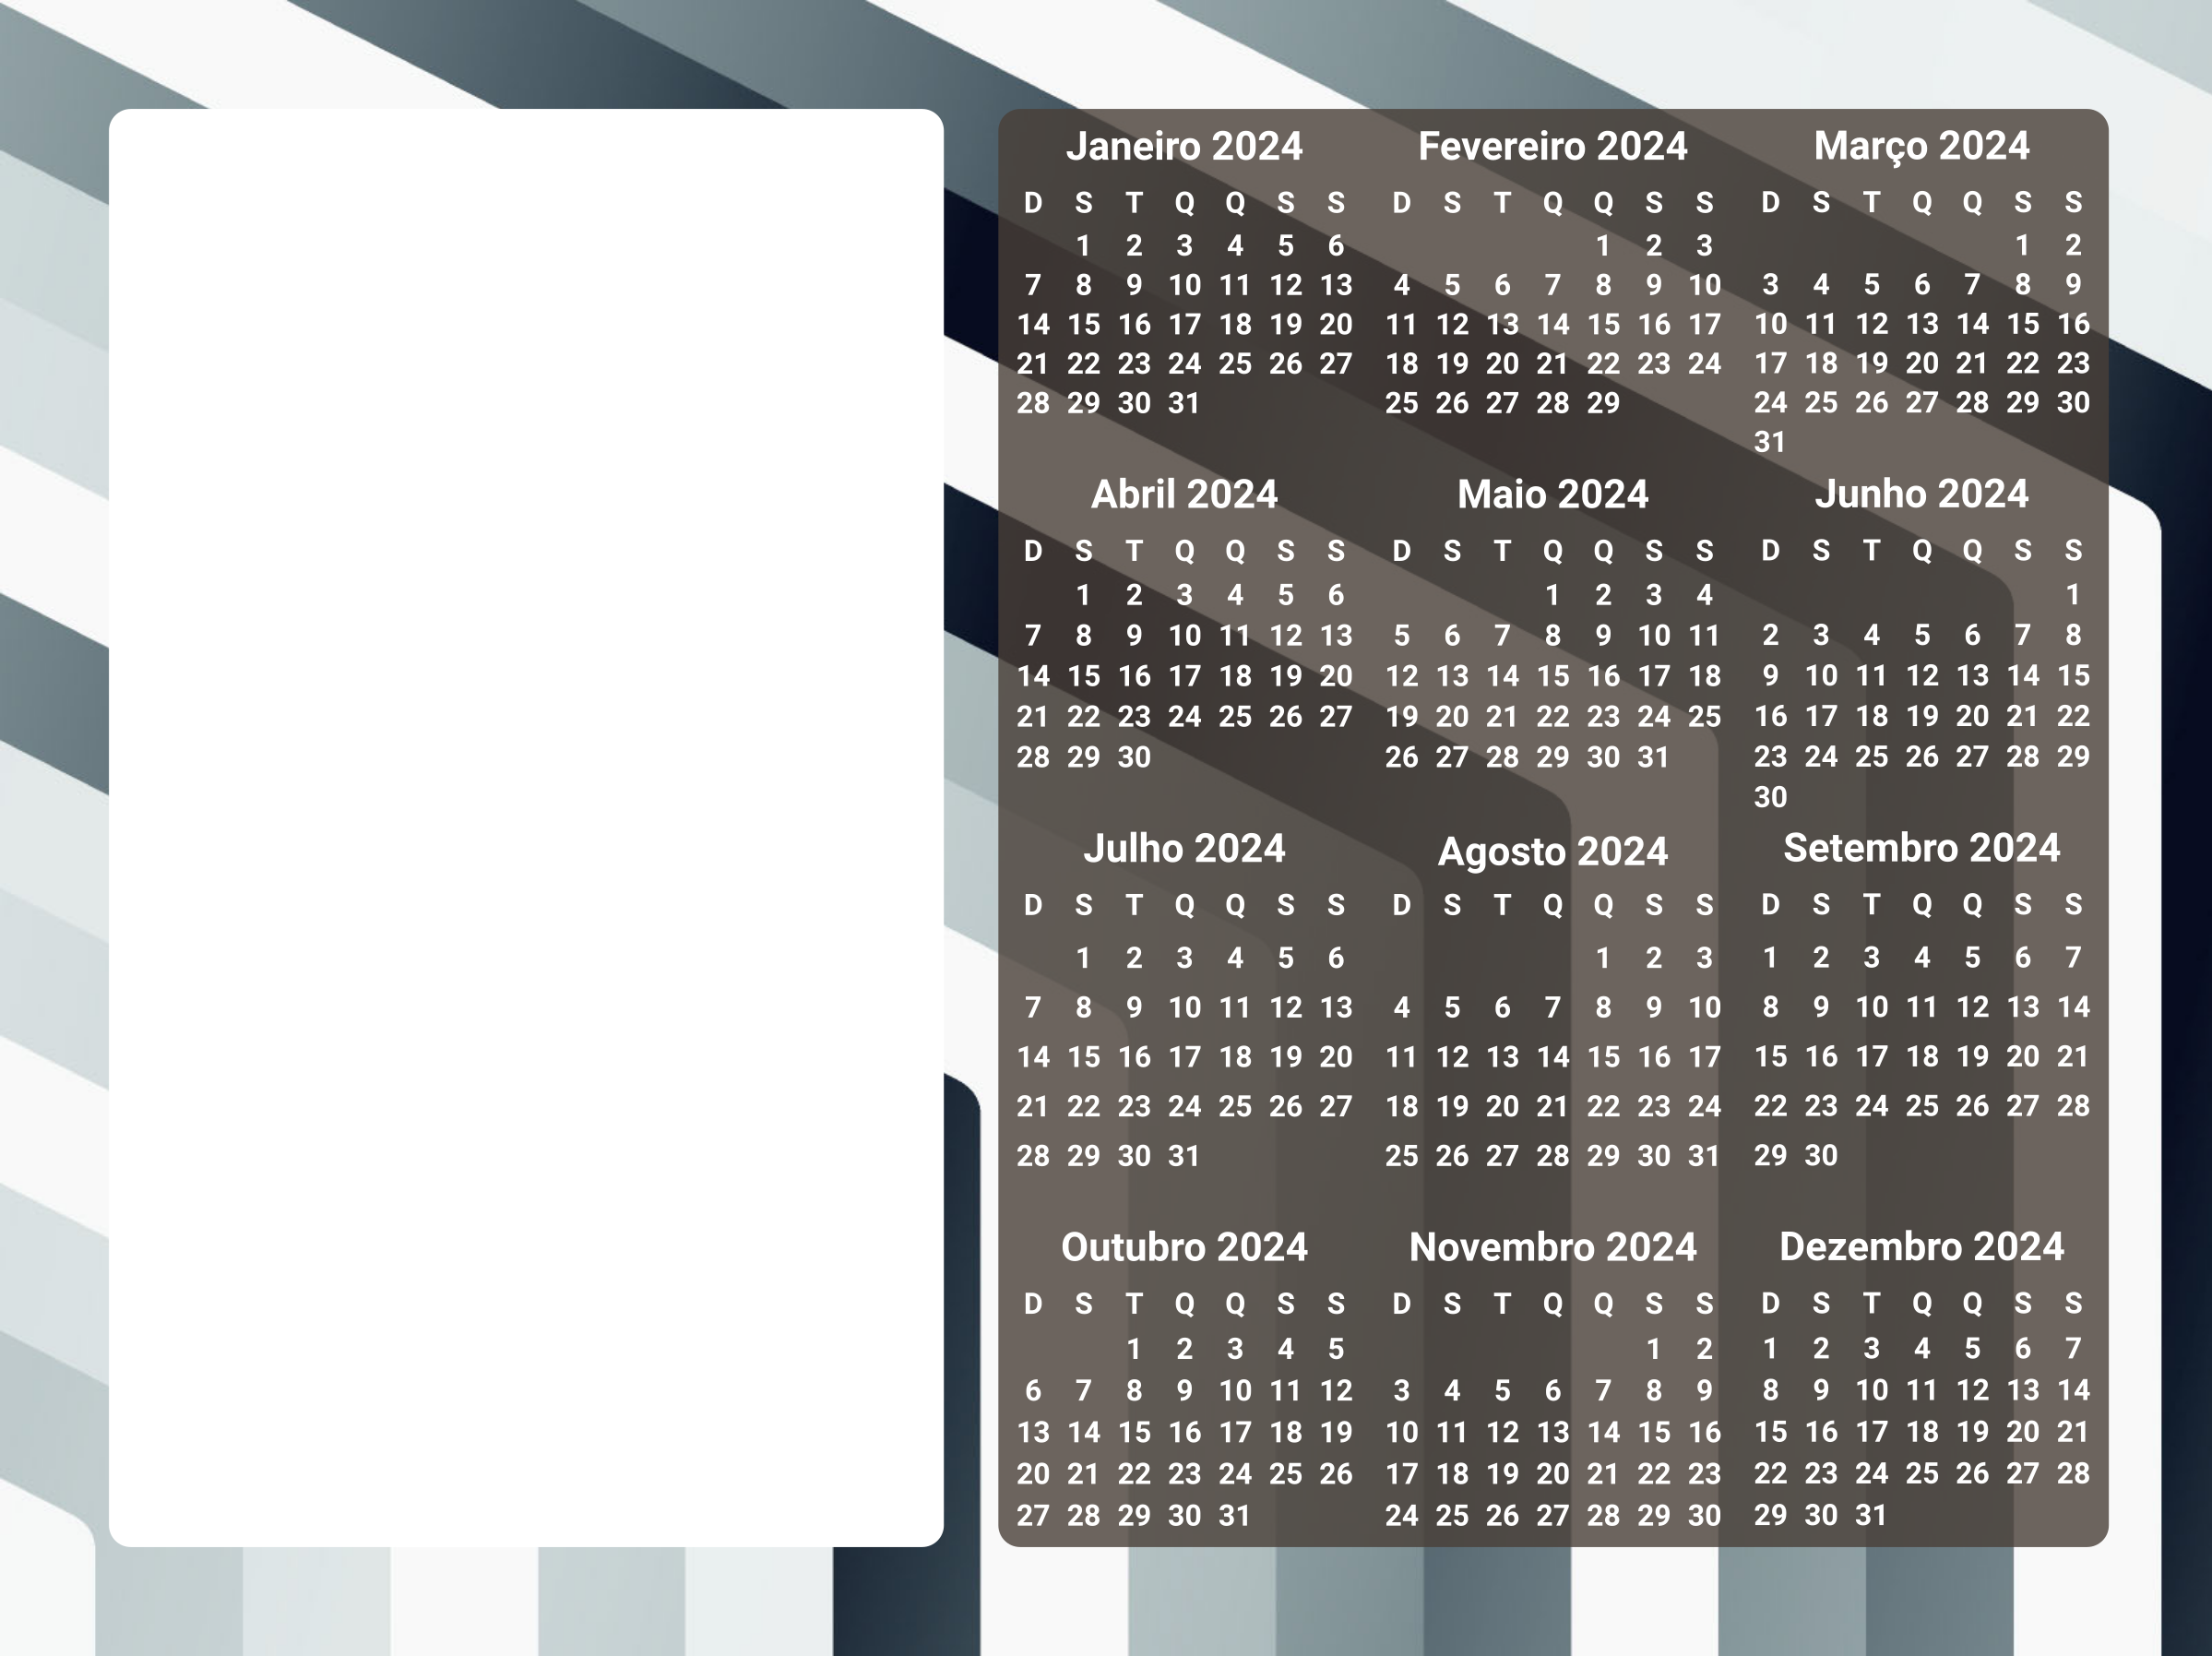 Janeiro 2024
D S T Q Q S S
1 2 3 4 5 6
7 8 9 10 11 12 13
14 15 16 17 18 19 20
21 22 23 24 25 26 27
28 29 30 31
Fevereiro 2024
D S T Q Q S S
1 2 3
4 5 6 7 8 9 10
11 12 13 14 15 16 17
18 19 20 21 22 23 24
25 26 27 28 29
Março 2024
D S T Q Q S S
1 2
3 4 5 6 7 8 9
10 11 12 13 14 15 16
17 18 19 20 21 22 23
24 25 26 27 28 29 30
31
Abril 2024
D S T Q Q S S
1 2 3 4 5 6
7 8 9 10 11 12 13
14 15 16 17 18 19 20
21 22 23 24 25 26 27
28 29 30
Maio 2024
D S T Q Q S S
1 2 3 4
5 6 7 8 9 10 11
12 13 14 15 16 17 18
19 20 21 22 23 24 25
26 27 28 29 30 31
Junho 2024
D S T Q Q S S
1
2 3 4 5 6 7 8
9 10 11 12 13 14 15
16 17 18 19 20 21 22
23 24 25 26 27 28 29
30
Julho 2024
D S T Q Q S S
1 2 3 4 5 6
7 8 9 10 11 12 13
14 15 16 17 18 19 20
21 22 23 24 25 26 27
28 29 30 31
Agosto 2024
D S T Q Q S S
1 2 3
4 5 6 7 8 9 10
11 12 13 14 15 16 17
18 19 20 21 22 23 24
25 26 27 28 29 30 31
Setembro 2024
D S T Q Q S S
1 2 3 4 5 6 7
8 9 10 11 12 13 14
15 16 17 18 19 20 21
22 23 24 25 26 27 28
29 30
Outubro 2024
D S T Q Q S S
1 2 3 4 5
6 7 8 9 10 11 12
13 14 15 16 17 18 19
20 21 22 23 24 25 26
27 28 29 30 31
Novembro 2024
D S T Q Q S S
1 2
3 4 5 6 7 8 9
10 11 12 13 14 15 16
17 18 19 20 21 22 23
24 25 26 27 28 29 30
Dezembro 2024
D S T Q Q S S
1 2 3 4 5 6 7
8 9 10 11 12 13 14
15 16 17 18 19 20 21
22 23 24 25 26 27 28
29 30 31